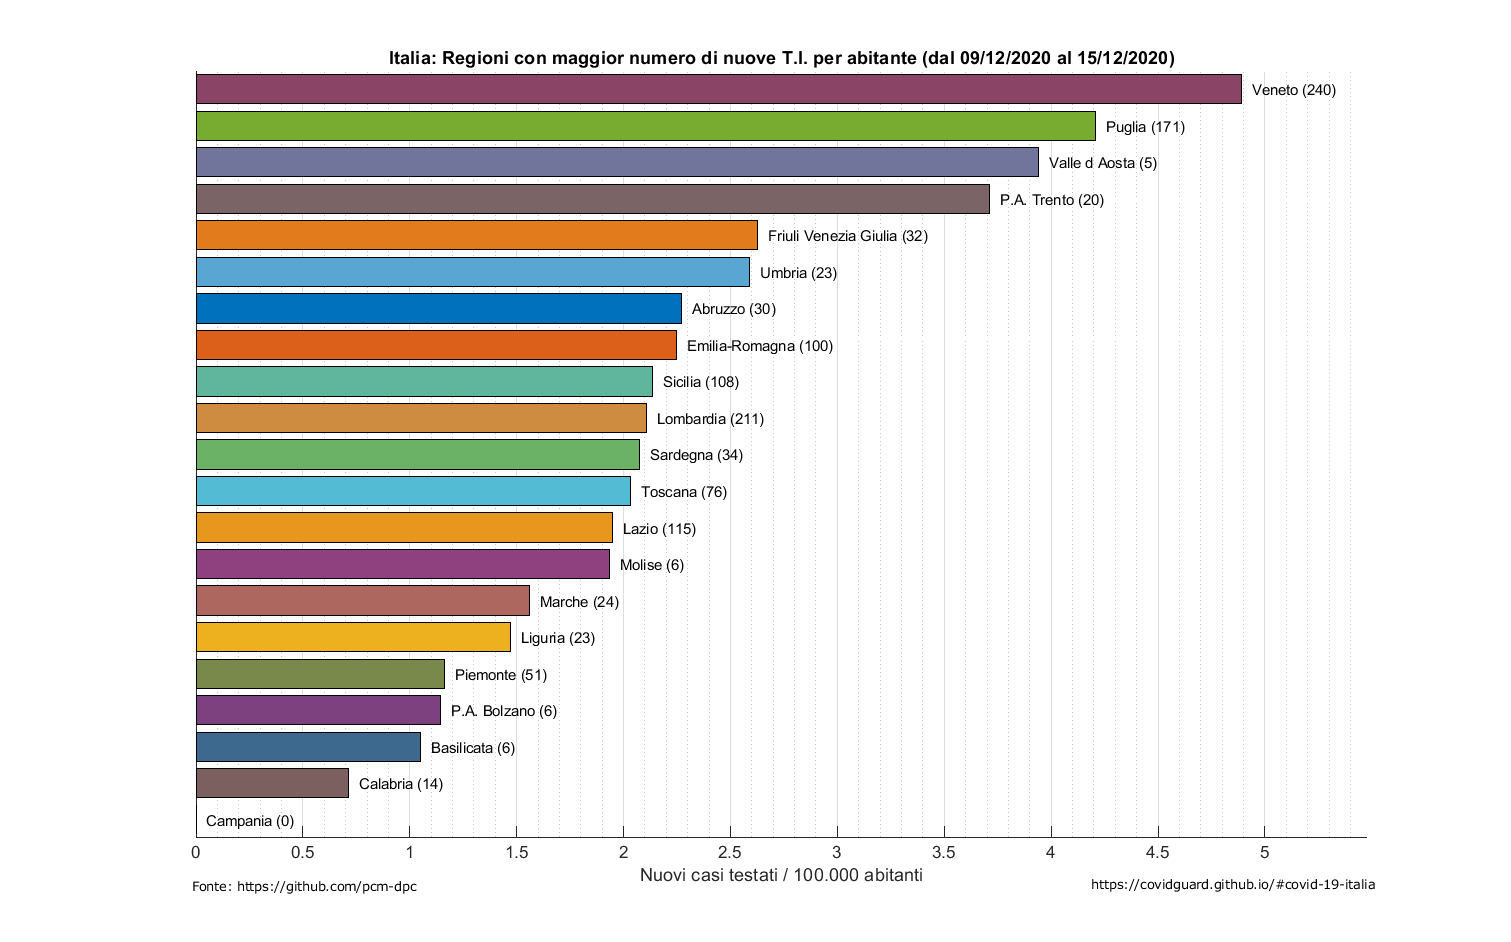 Italia: Regioni con maggior numero di nuove T.I. per abitante (dal 09/12/2020 al 15/12/2020)
Veneto (240)
Puglia (171)
Valle d Aosta (5)
P.A. Trento (20)
Friuli Venezia Giulia (32)
Umbria (23)
Abruzzo (30)
Emilia-Romagna (100)
Sicilia (108)
Lombardia (211)
Sardegna (34)
Toscana (76)
Lazio (115)
Molise (6)
Marche (24)
Liguria (23)
Piemonte (51)
P.A. Bolzano (6)
Basilicata (6)
Calabria (14)
Campania (0)
0 0.5 1 1.5 2 2.5 3 3.5 4 4.5 5
Nuovi casi testati / 100.000 abitanti
Fonte: https://github.com/pcm-dpc
https://covidguard.github.io/#covid-19-italia